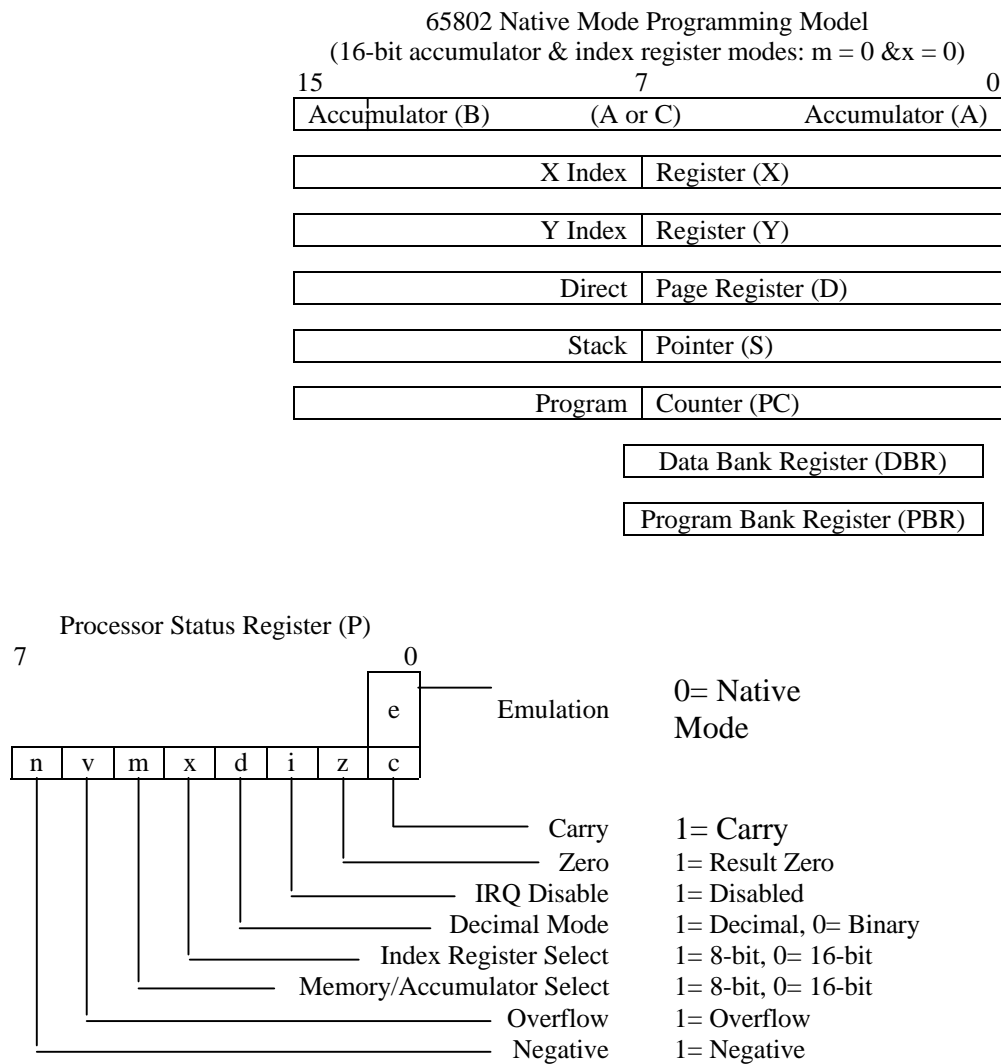 65802 Native Mode Programming Model
(16-bit accumulator & index register modes: m = 0 &x = 0)
15 7 0
Accumulator (B) (A or C) Accumulator (A)
X Index Register (X)
Y Index Register (Y)
Direct Page Register (D)
Stack Pointer (S)
Program Counter (PC)
Data Bank Register (DBR)
Program Bank Register (PBR)
Processor Status Register (P)
7 0
e Emulation 0= Native
Mode
n v m x d i z c
Carry 1= Carry
Zero 1= Result Zero
IRQ Disable 1= Disabled
Decimal Mode 1= Decimal, 0= Binary
Index Register Select 1= 8-bit, 0= 16-bit
Memory/Accumulator Select 1= 8-bit, 0= 16-bit
Overflow 1= Overflow
Negative 1= Negative